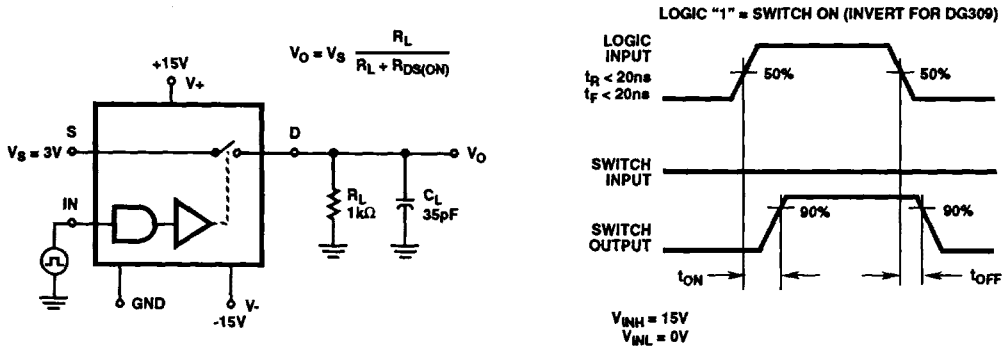 LOGIC "1" = SWITCH ON (INVERT FOR DG309)
V_O = V_S R_L / (R_L + R_DS(ON))
+15V
V+
S
D
V_S = 3V
V_O
IN
R_L
1kΩ
C_L
35pF
GND
V-
-15V
LOGIC
INPUT
t_R < 20ns
t_F < 20ns
50%
50%
SWITCH
INPUT
SWITCH
OUTPUT
90%
90%
t_ON
t_OFF
V_INH = 15V
V_INL = 0V